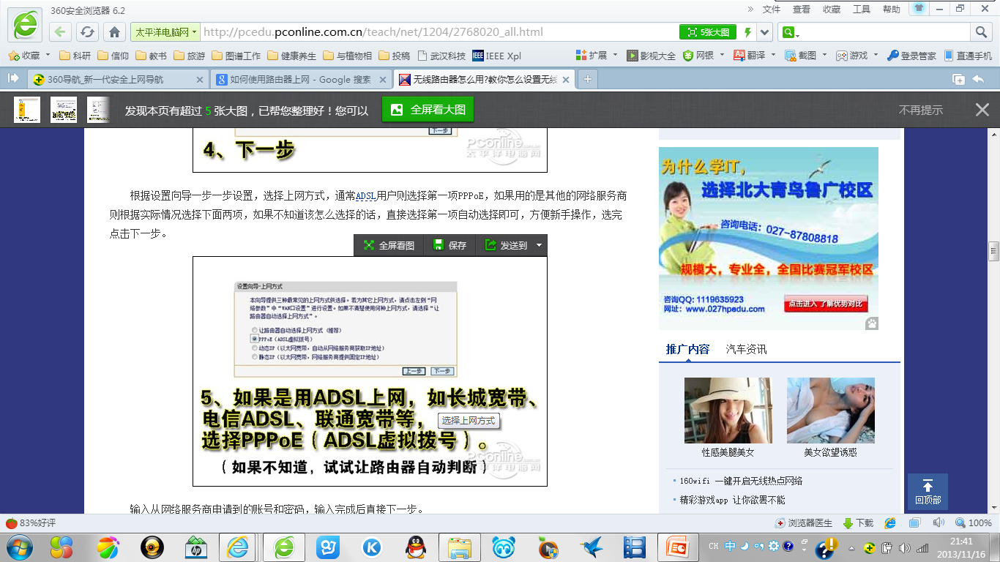 360安全浏览器 6.2
» 文件 查看 收藏 工具 帮助
太平洋电脑网 http://pcedu.pconline.com.cn/teach/net/1204/2768020_all.html 5张大图
收藏 科研 信仰 教书 旅游 图谱工作 健康养生 与植物相 投稿 武汉科技 IEEE IEEE Xpl 扩展 影视大全 网银 翻译 截图 游戏 登录管家 直通手机
360导航_新一代安全上网导航 如何使用路由器上网 - Google 搜索 无线路由器怎么用?教你怎么设置无线
发现本页有超过 5 张大图，已帮您整理好！您可以 全屏看大图 不再提示
下一步
4、下一步
PConline
太平洋电脑网
根据设置向导一步一步设置，选择上网方式，通常ADSL用户则选择第一项PPPoE，如果用的是其他的网络服务商
则根据实际情况选择下面两项，如果不知道该怎么选择的话，直接选择第一项自动选择即可，方便新手操作，选完
点击下一步。
全屏看图 保存 发送到
设置向导-上网方式
本向导提供三种最常见的上网方式供选择。若为其它上网方式，请点击左侧“网
络参数”中“WAN口设置”进行设置。如果不清楚使用何种上网方式，请选择“让
路由器自动选择上网方式”。
让路由器自动选择上网方式（推荐）
PPPoE（ADSL虚拟拨号）
动态IP（以太网宽带，自动从网络服务商获取IP地址）
静态IP（以太网宽带，网络服务商提供固定IP地址）
上一步 下一步
5、如果是用ADSL上网，如长城宽带、
电信ADSL、联通宽带等，
选择上网方式
选择PPPoE（ADSL虚拟拨号）。
（如果不知道，试试让路由器自动判断）
PConline
太平洋电脑网
输入从网络服务商申请到的账号和密码，输入完成后直接下一步。
为什么学IT，
选择北大青鸟鲁广校区
咨询电话：027-87808818
规模大，专业全，全国比赛冠军校区
咨询QQ: 1119635923
网址：www.027hpedu.com
点击进入 了解优势对比
推广内容 汽车资讯
性感美腿美女 美女欲望诱惑
160wifi 一键开启无线热点网络
精彩游戏app 让你欲罢不能
回顶部
83%好评 浏览器医生 下载 100%
CH 中 21:41
2013/11/16